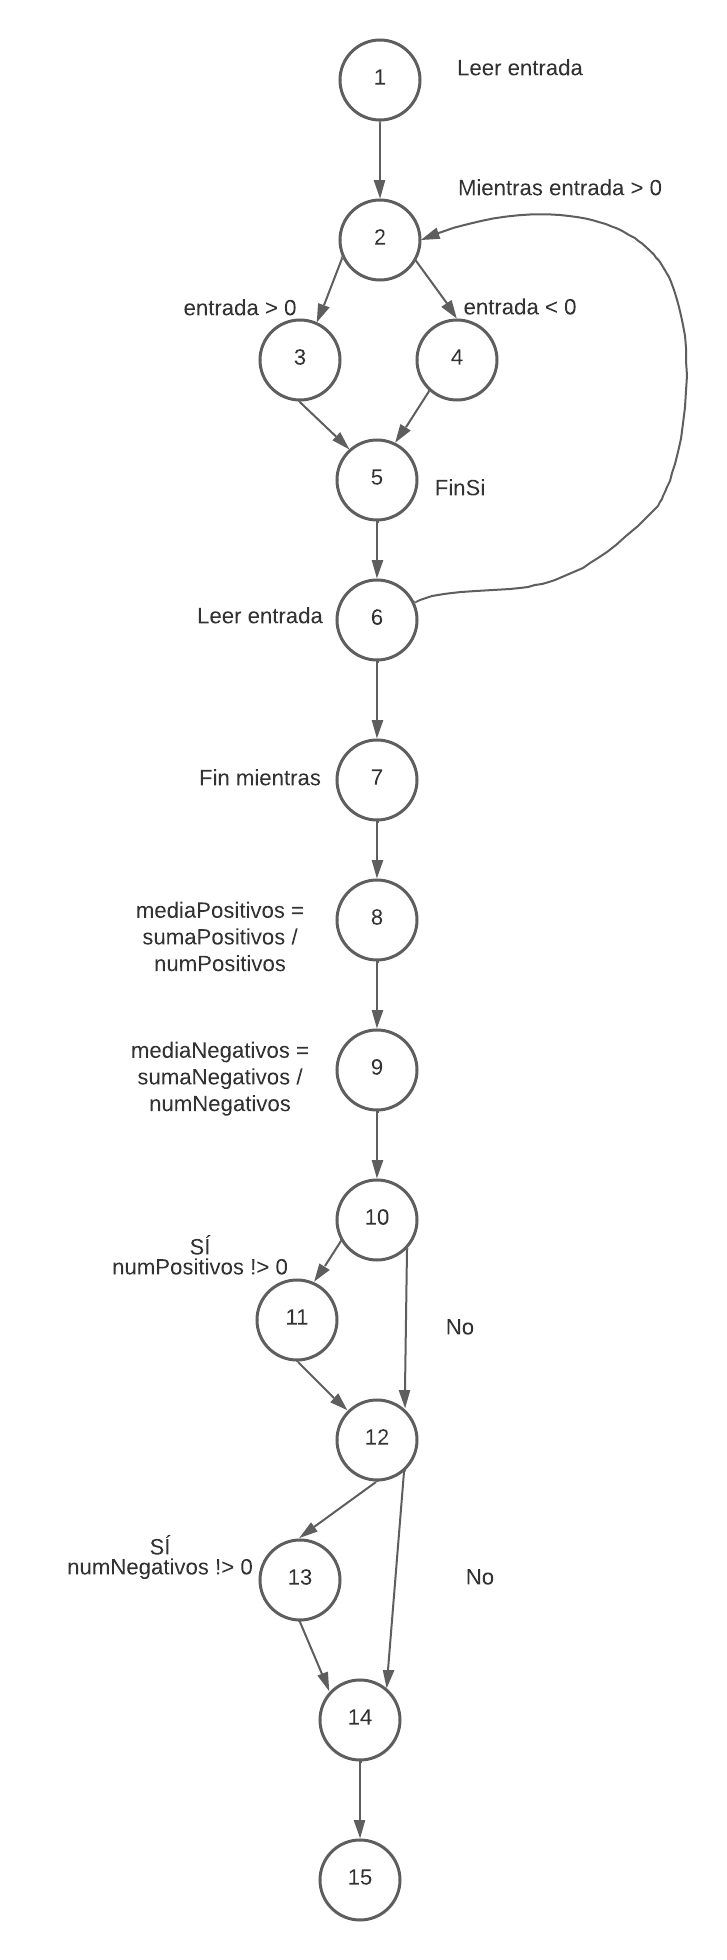 1
Leer entrada
Mientras entrada > 0
2
entrada > 0
entrada < 0
3
4
5
FinSi
Leer entrada
6
Fin mientras
7
mediaPositivos =
sumaPositivos /
numPositivos
8
mediaNegativos =
sumaNegativos /
numNegativos
9
10
SÍ
numPositivos !> 0
11
No
12
SÍ
numNegativos !> 0
13
No
14
15